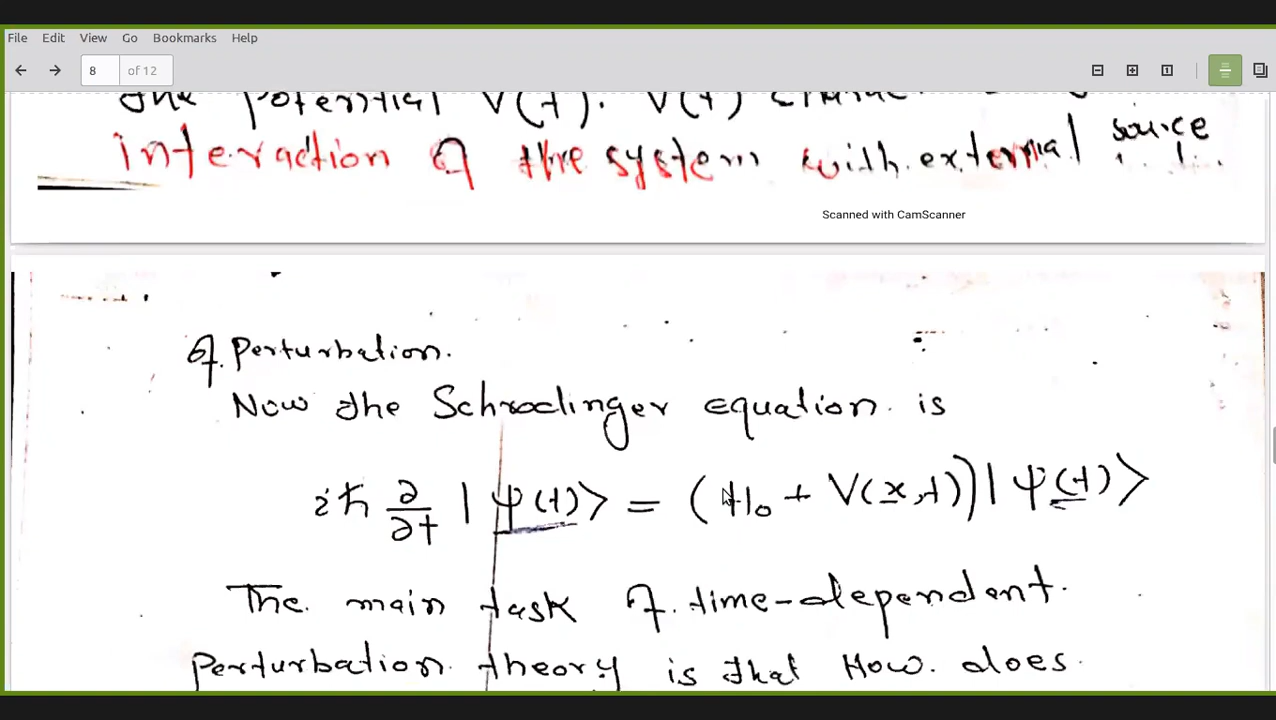 File Edit View Go Bookmarks Help
8 of 12
the potential V(t). V(t)
interaction of the system with external source
Scanned with CamScanner
of Perturbation.
Now the Schrodinger equation is
iħ ∂/∂t |ψ(t)⟩ = (H₀ + V(x,t))|ψ(t)⟩
The main task of time-dependent
Perturbation theory is that How does